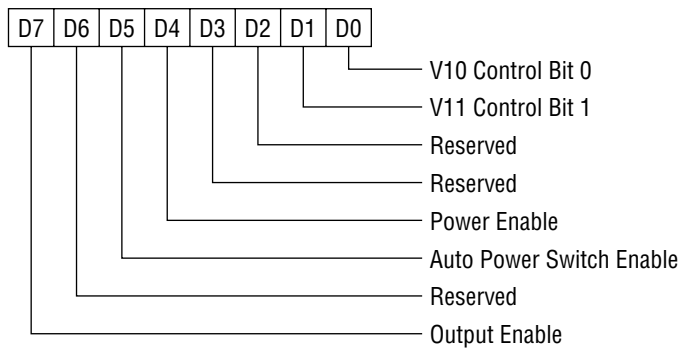 D7 D6 D5 D4 D3 D2 D1 D0
V10 Control Bit 0
V11 Control Bit 1
Reserved
Reserved
Power Enable
Auto Power Switch Enable
Reserved
Output Enable